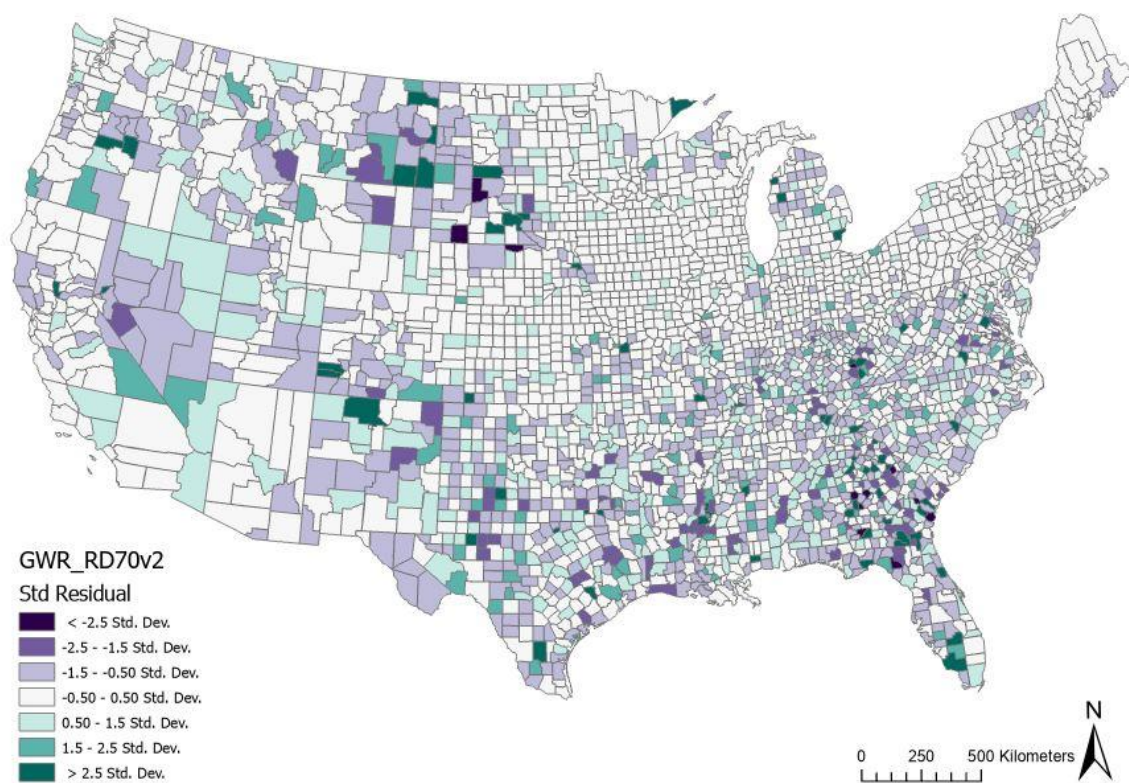 GWR_RD70v2
Std Residual
< -2.5 Std. Dev.
-2.5 - -1.5 Std. Dev.
-1.5 - -0.50 Std. Dev.
-0.50 - 0.50 Std. Dev.
0.50 - 1.5 Std. Dev.
1.5 - 2.5 Std. Dev.
> 2.5 Std. Dev.
N
0 250 500 Kilometers